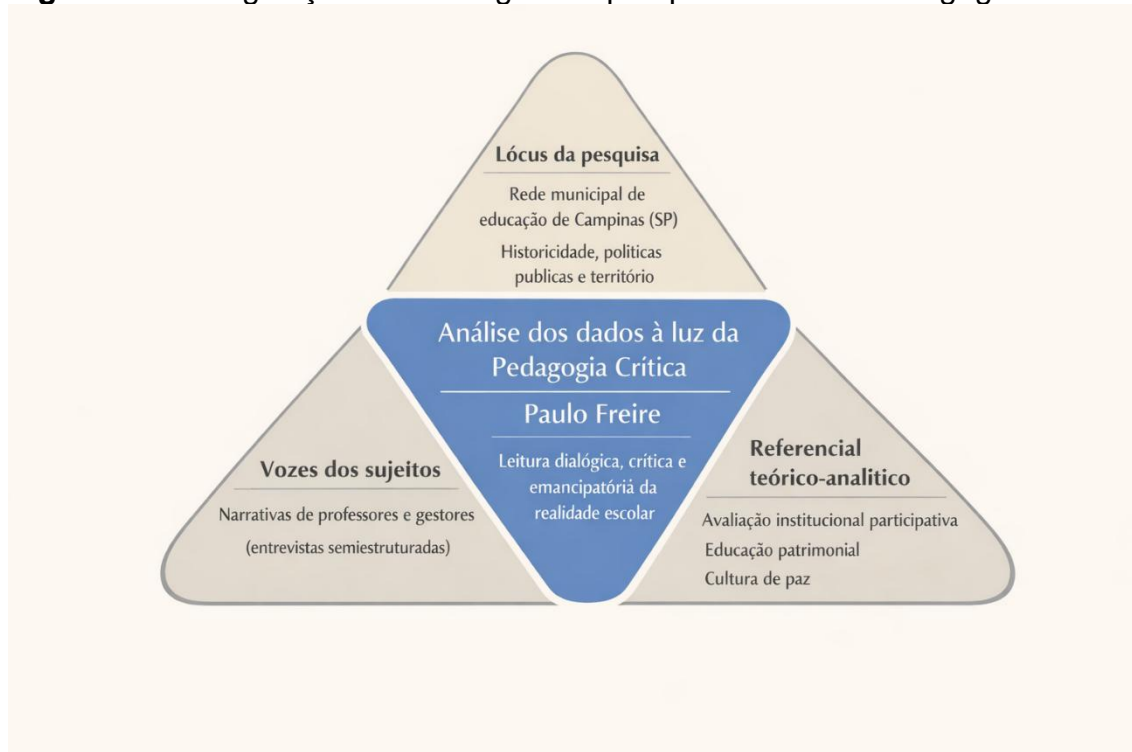 Lócus da pesquisa
Rede municipal de
educação de Campinas (SP)
Historicidade, politicas
publicas e território
Análise dos dados à luz da
Pedagogia Crítica
Paulo Freire
Leitura dialógica, crítica e
emancipatóriá da
realidade escolar
Vozes dos sujeitos
Narrativas de professores e gestores
(entrevistas semiestruturadas)
Referencial
teórico-analitico
Avaliação institucional participativa
Educação patrimonial
Cultura de paz